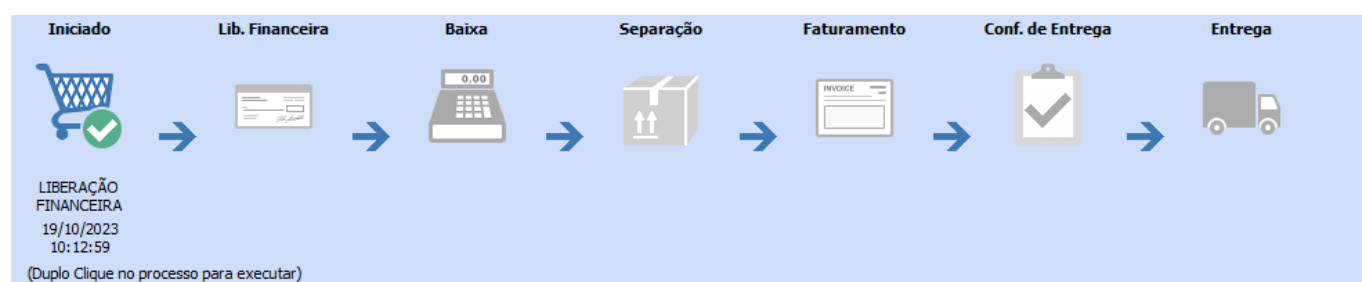 Iniciado Lib. Financeira Baixa Separação Faturamento Conf. de Entrega Entrega
0,00
INVOICE
LIBERAÇÃO
FINANCEIRA
19/10/2023
10:12:59
(Duplo Clique no processo para executar)